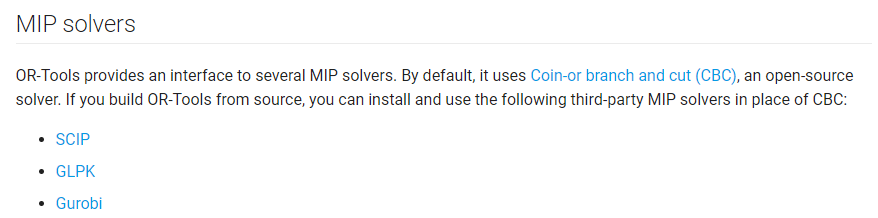 MIP solvers
OR-Tools provides an interface to several MIP solvers. By default, it uses Coin-or branch and cut (CBC), an open-source
solver. If you build OR-Tools from source, you can install and use the following third-party MIP solvers in place of CBC:
• SCIP
• GLPK
• Gurobi